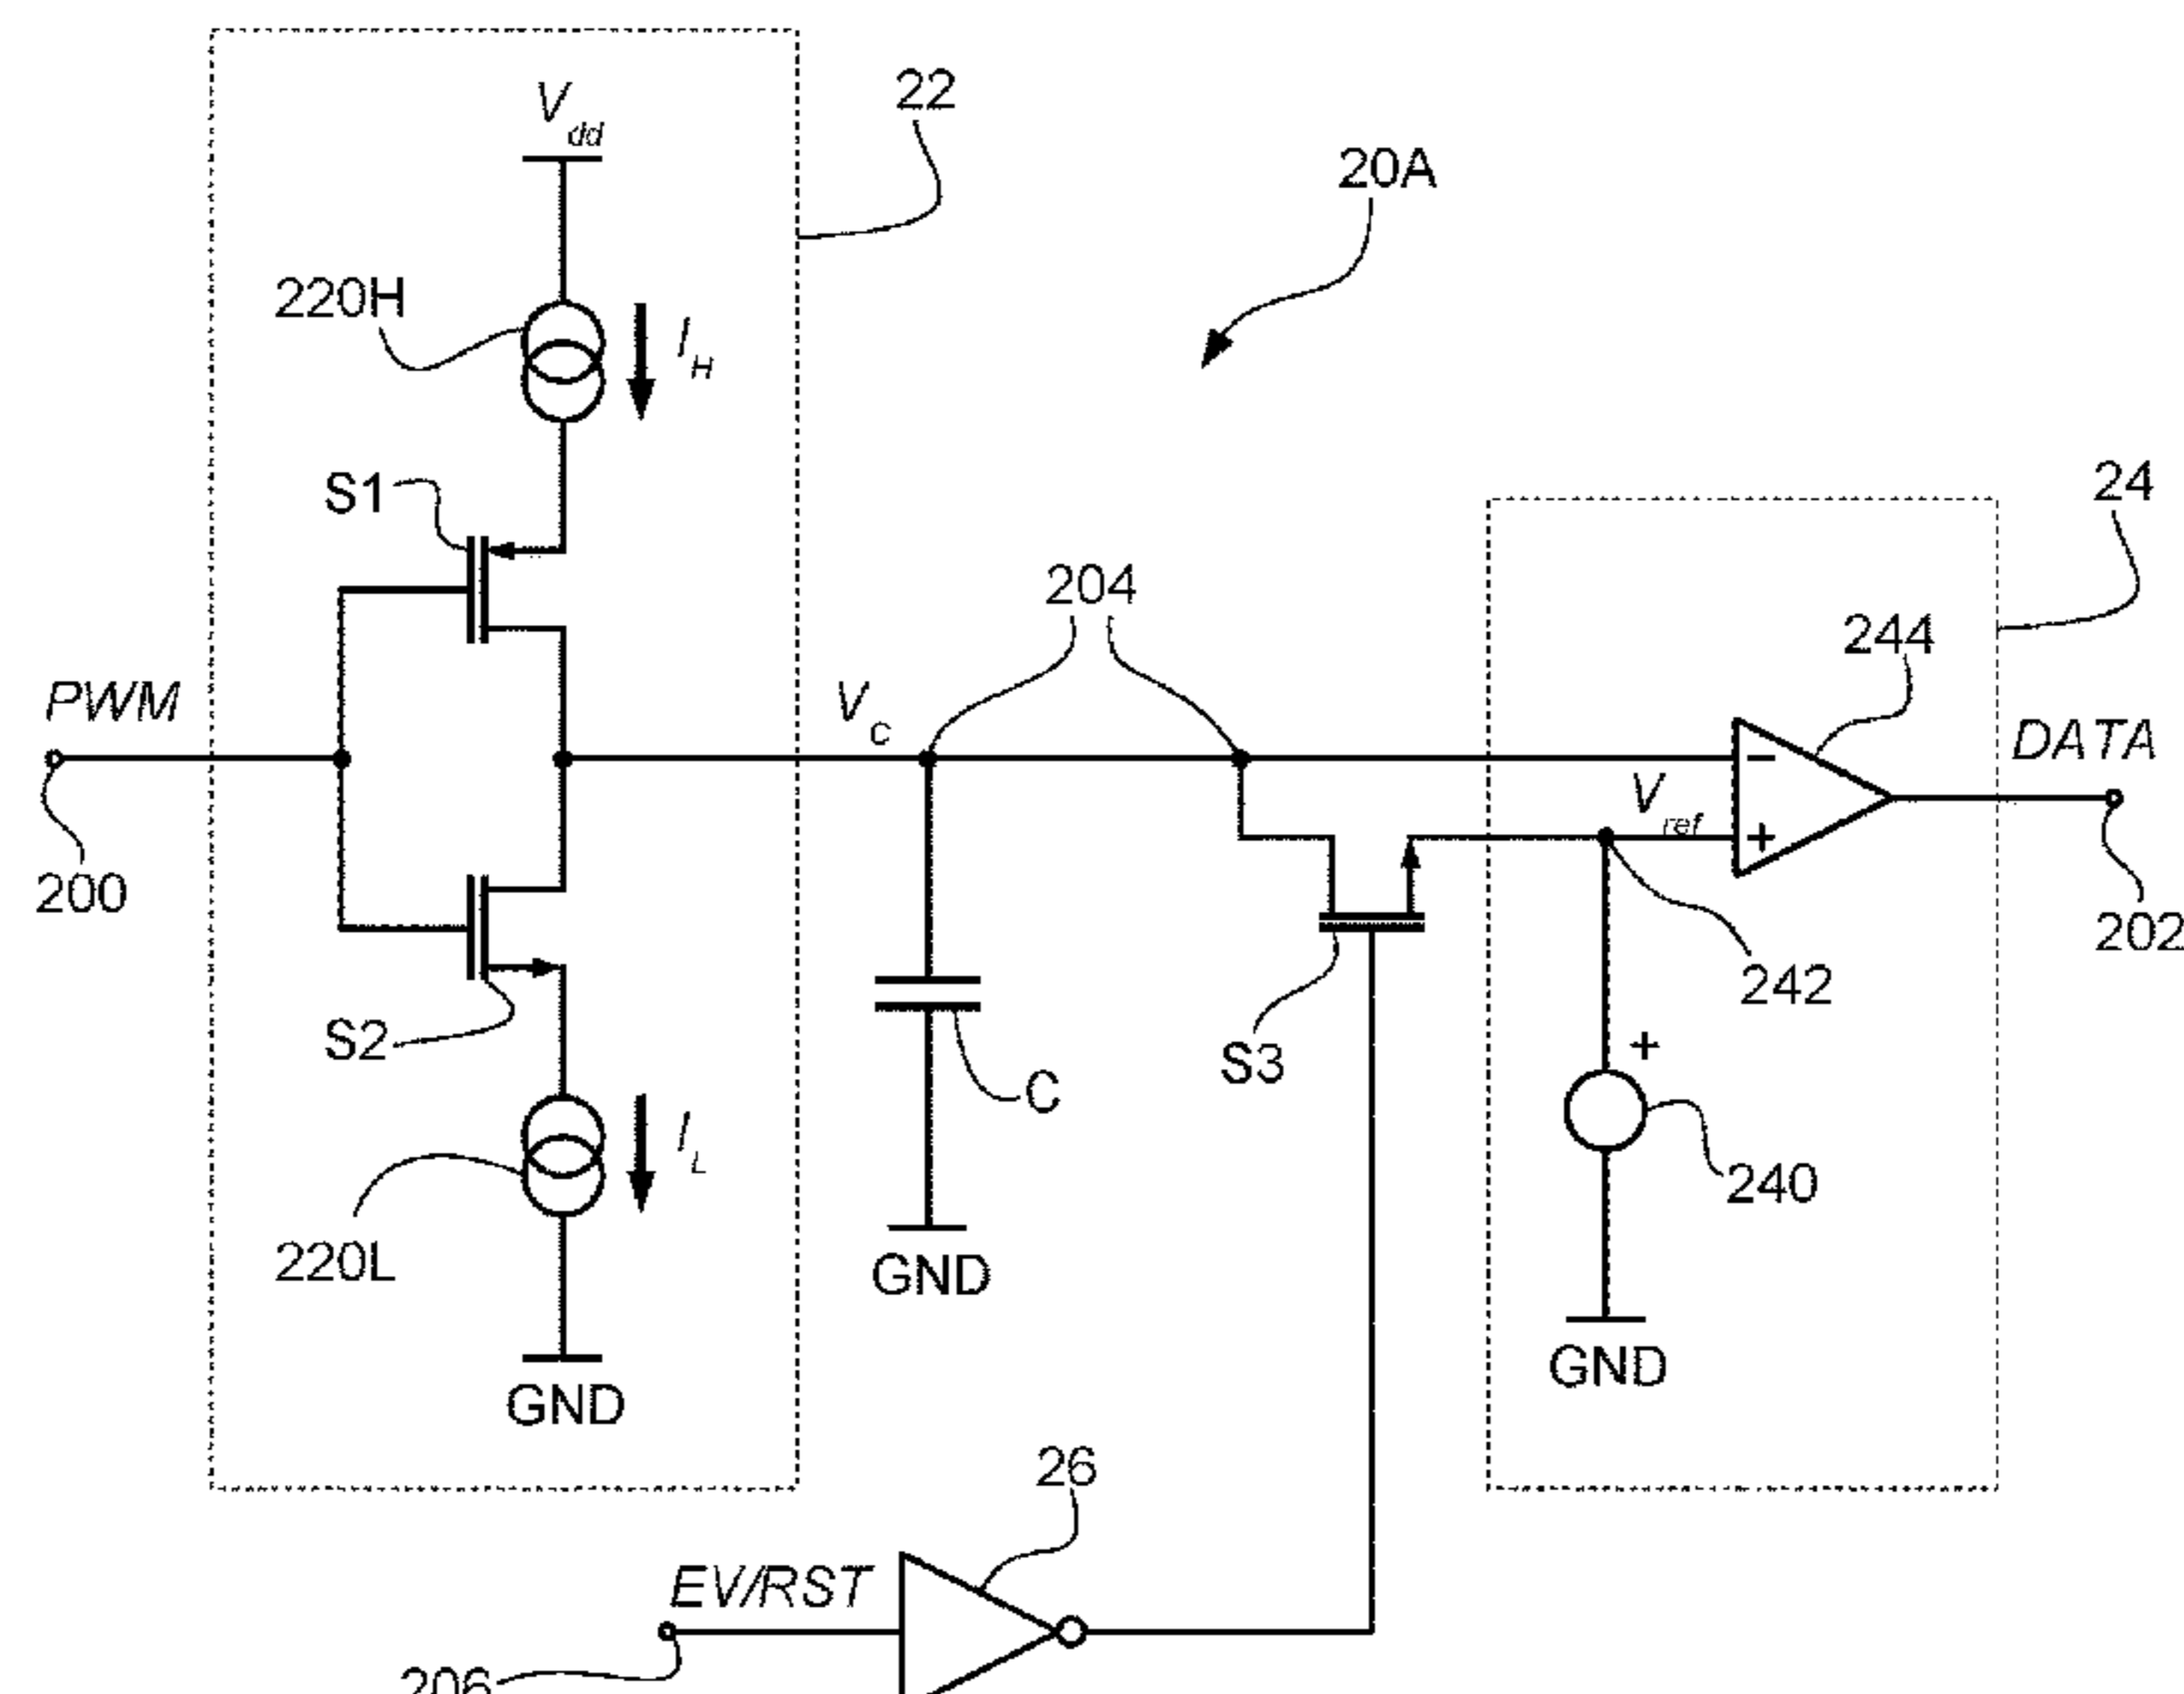 22
V dd
20A
220H
I H
S1
24
204
244
PWM
V C
DATA
V ref
−
+
200
202
242
S2
S3
+
C
I L
240
220L
GND
GND
GND
26
EV/RST
206